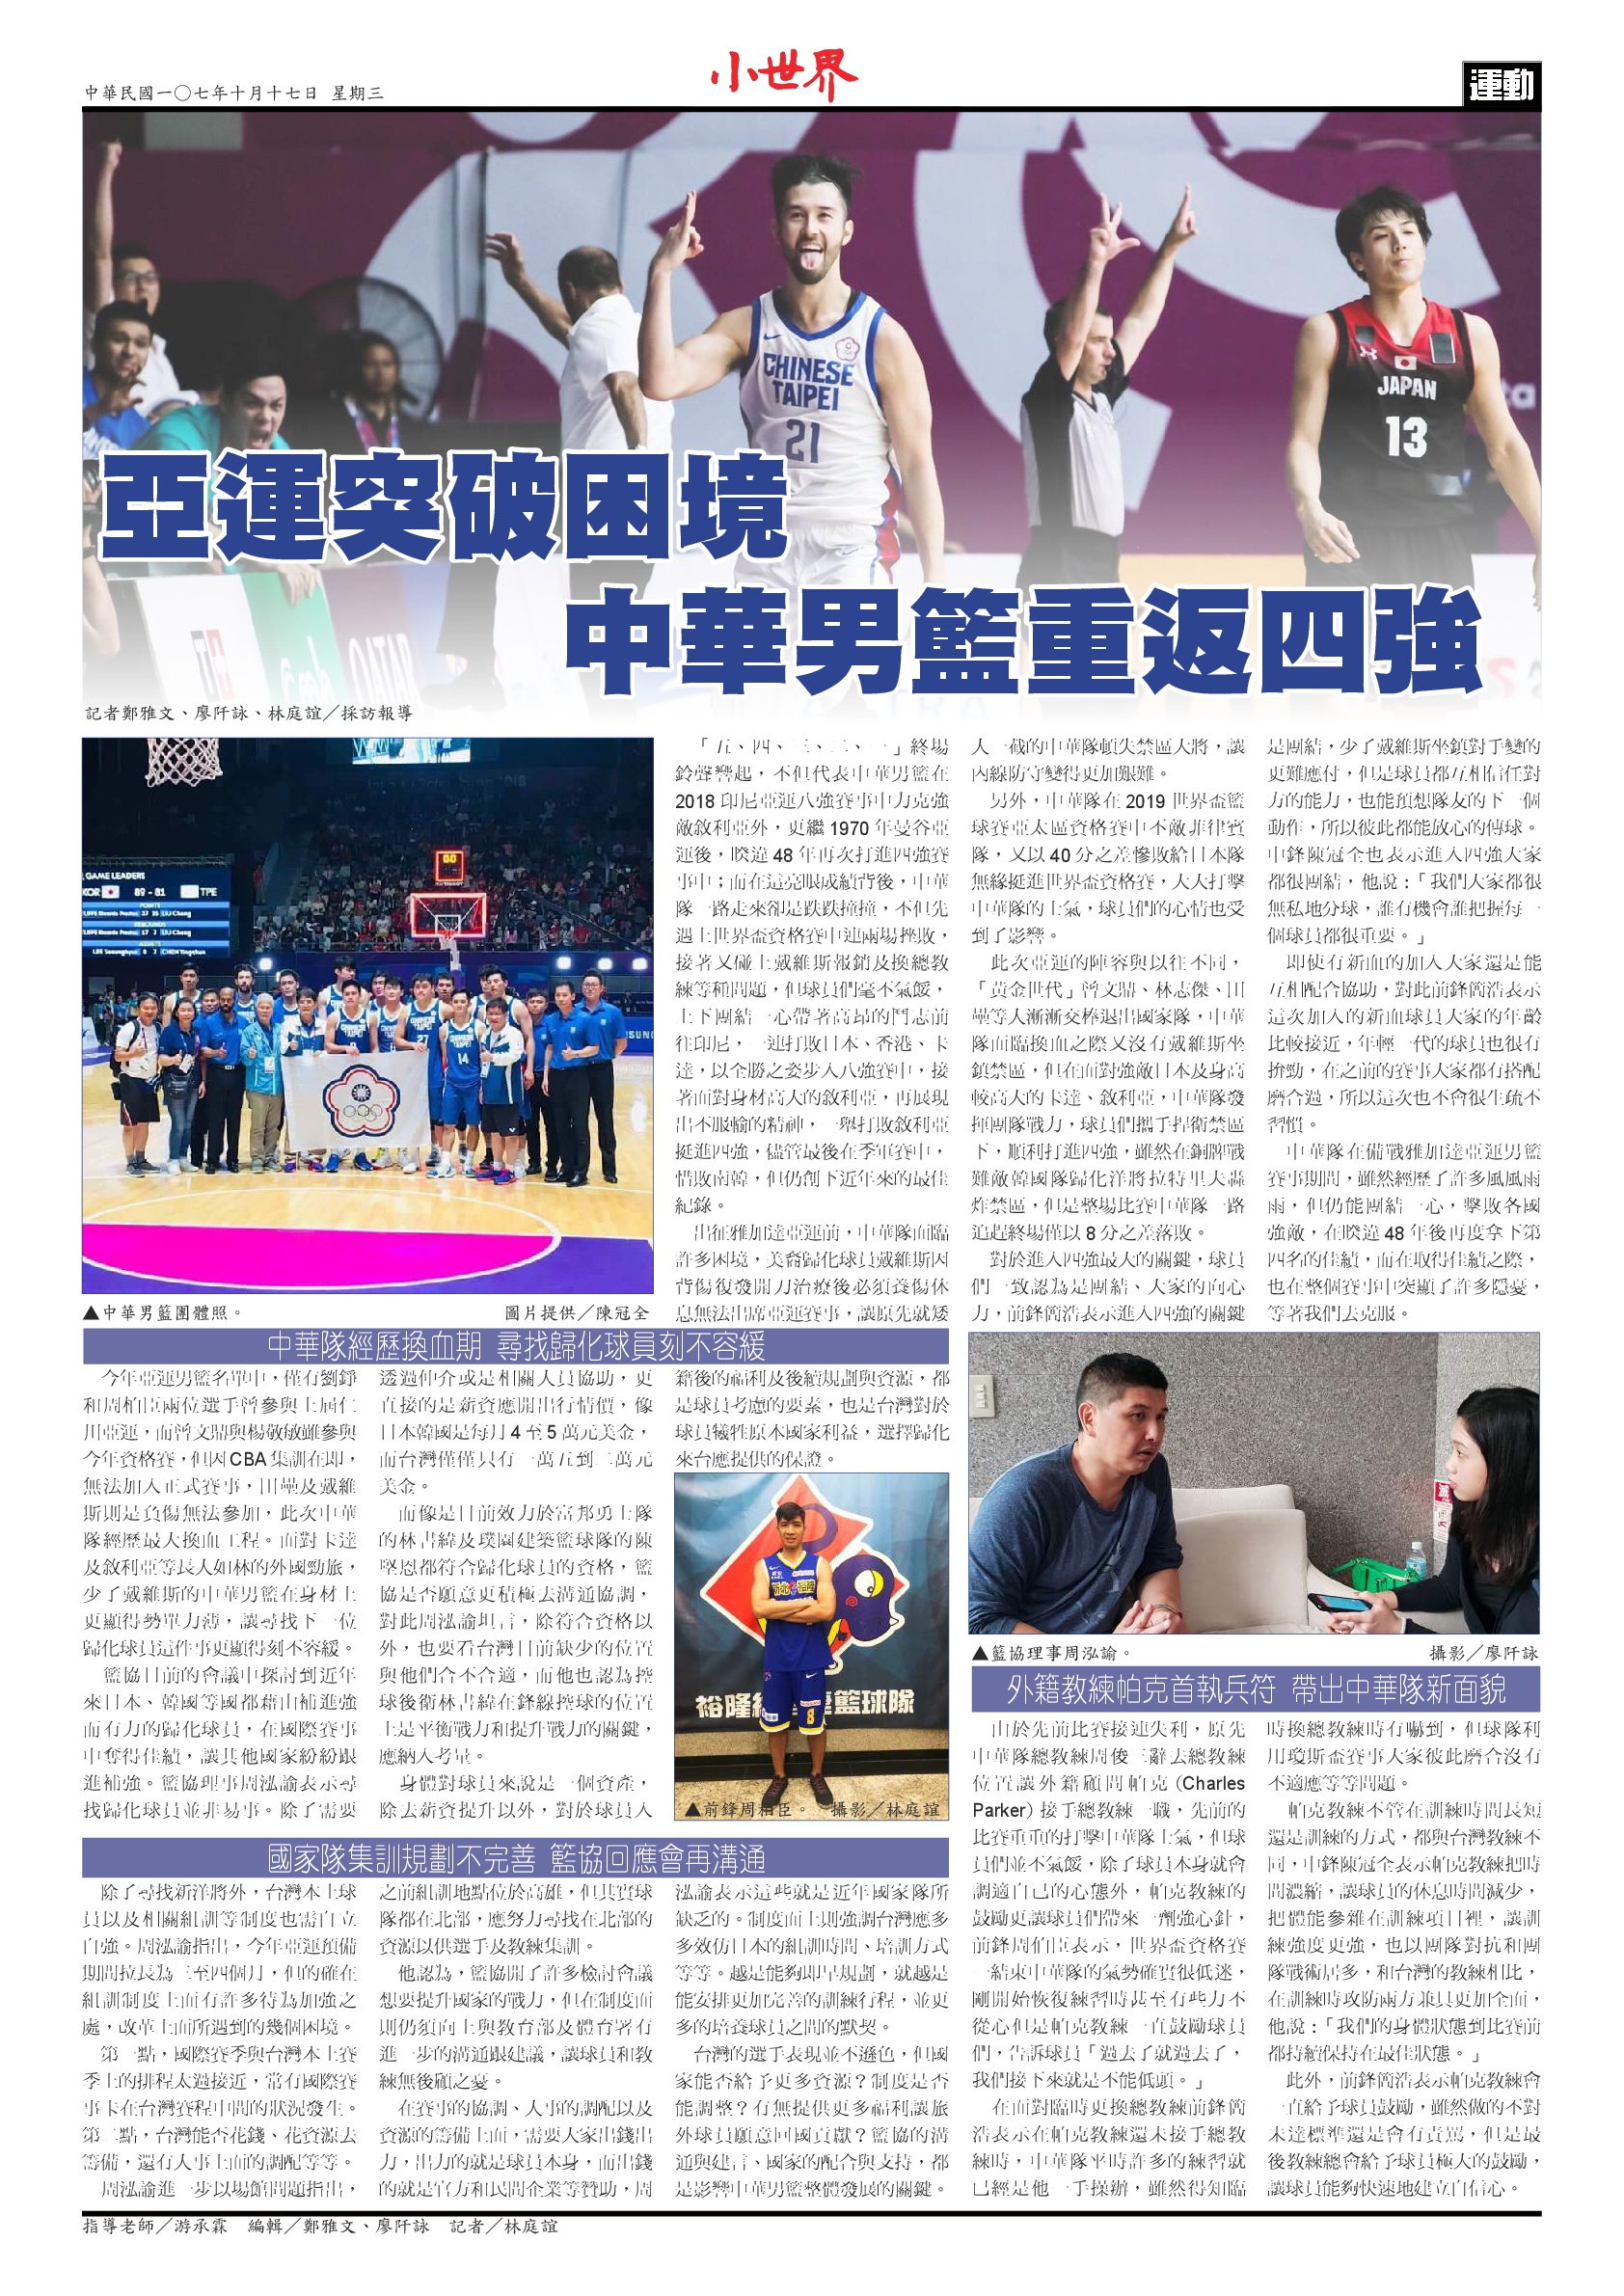 中華民國一○七年十月十七日 星期三
小世界
運動
CHINESE
TAIPEI
21
JAPAN
13
QATAR
亞運突破困境
中華男籃重返四強
記者鄭雅文、廖阡詠、林庭誼／採訪報導
GAME LEADERS
KOR 89 - 81 TPE
14
▲中華男籃團體照。 圖片提供／陳冠全
「五、四、三、二、一」終場
鈴聲響起，不但代表中華男籃在
2018 印尼亞運八強賽事中力克強
敵敘利亞外，更繼 1970 年曼谷亞
運後，睽違 48 年再次打進四強賽
事中；而在這亮眼成績背後，中華
隊一路走來卻是跌跌撞撞，不但先
遇上世界盃資格賽中連兩場挫敗，
接著又碰上戴維斯報銷及換總教
練等種問題，但球員們毫不氣餒，
上下團結一心帶著高昂的鬥志前
往印尼，一連打敗日本、香港、卡
達，以全勝之姿步入八強賽中，接
著面對身材高大的敘利亞，再展現
出不服輸的精神，一舉打敗敘利亞
挺進四強，儘管最後在季軍賽中，
惜敗南韓，但仍創下近年來的最佳
紀錄。
出征雅加達亞運前，中華隊面臨
許多困境，美裔歸化球員戴維斯因
背傷復發開刀治療後必須養傷休
息無法出席亞運賽事，讓原先就矮
人一截的中華隊頓失禁區大將，讓
內線防守變得更加艱難。
另外，中華隊在 2019 世界盃籃
球賽亞太區資格賽中不敵菲律賓
隊，又以 40 分之差慘敗給日本隊
無緣挺進世界盃資格賽，大大打擊
中華隊的士氣，球員們的心情也受
到了影響。
此次亞運的陣容與以往不同，
「黃金世代」曾文鼎、林志傑、田
壘等人漸漸交棒退出國家隊，中華
隊面臨換血之際又沒有戴維斯坐
鎮禁區，但在面對強敵日本及身高
較高大的卡達、敘利亞，中華隊發
揮團隊戰力，球員們攜手捍衛禁區
下，順利打進四強，雖然在銅牌戰
難敵韓國隊歸化洋將拉特里夫轟
炸禁區，但是整場比賽中華隊一路
追趕終場僅以 8 分之差落敗。
對於進入四強最大的關鍵，球員
們一致認為是團結、大家的向心
力，前鋒簡浩表示進入四強的關鍵
是團結，少了戴維斯坐鎮對手變的
更難應付，但是球員都互相信任對
方的能力，也能預想隊友的下一個
動作，所以彼此都能放心的傳球。
中鋒陳冠全也表示進入四強大家
都很團結，他說：「我們大家都很
無私地分球，誰有機會誰把握每一
個球員都很重要。」
即使有新血的加入大家還是能
互相配合協助，對此前鋒簡浩表示
這次加入的新血球員大家的年齡
比較接近，年輕一代的球員也很有
拚勁，在之前的賽事大家都有搭配
磨合過，所以這次也不會很生疏不
習慣。
中華隊在備戰雅加達亞運男籃
賽事期間，雖然經歷了許多風風雨
雨，但仍能團結一心，擊敗各國
強敵，在睽違 48 年後再度拿下第
四名的佳績，而在取得佳績之際，
也在整個賽事中突顯了許多隱憂，
等著我們去克服。
中華隊經歷換血期 尋找歸化球員刻不容緩
今年亞運男籃名單中，僅有劉錚
和周柏臣兩位選手曾參與上屆仁
川亞運，而曾文鼎與楊敬敏雖參與
今年資格賽，但因 CBA 集訓在即，
無法加入正式賽事，田壘及戴維
斯則是負傷無法參加，此次中華
隊經歷最大換血工程。面對卡達
及敘利亞等長人如林的外國勁旅，
少了戴維斯的中華男籃在身材上
更顯得勢單力薄，讓尋找下一位
歸化球員這件事更顯得刻不容緩。
籃協日前的會議中探討到近年
來日本、韓國等國都藉由補進強
而有力的歸化球員，在國際賽事
中奪得佳績，讓其他國家紛紛跟
進補強。籃協理事周泓諭表示尋
找歸化球員並非易事。除了需要
透過仲介或是相關人員協助，更
直接的是薪資應開出行情價，像
日本韓國是每月 4 至 5 萬元美金，
而台灣僅僅只有一萬五到二萬元
美金。
而像是目前效力於富邦勇士隊
的林書緯及璞園建築籃球隊的陳
堅恩都符合歸化球員的資格，籃
協是否願意更積極去溝通協調，
對此周泓諭坦言，除符合資格以
外，也要看台灣目前缺少的位置
與他們合不合適，而他也認為控
球後衛林書緯在鋒線控球的位置
上是平衡戰力和提升戰力的關鍵，
應納入考量。
身體對球員來說是一個資產，
除去薪資提升以外，對於球員入
籍後的福利及後續規劃與資源，都
是球員考慮的要素，也是台灣對於
球員犧牲原本國家利益，選擇歸化
來台應提供的保證。
8
▲前鋒周柏臣。 攝影／林庭誼
▲籃協理事周泓諭。 攝影／廖阡詠
國家隊集訓規劃不完善 籃協回應會再溝通
除了尋找新洋將外，台灣本土球
員以及相關組訓等制度也需自立
自強。周泓諭指出，今年亞運預備
期間拉長為三至四個月，但的確在
組訓制度上面有許多待為加強之
處，改革上面所遇到的幾個困境。
第一點，國際賽季與台灣本土賽
季上的排程太過接近，常有國際賽
事卡在台灣賽程中間的狀況發生。
第二點，台灣能否花錢、花資源去
籌備，還有人事上面的調配等等。
周泓諭進一步以場館問題指出，
之前組訓地點位於高雄，但其實球
隊都在北部，應努力尋找在北部的
資源以供選手及教練集訓。
他認為，籃協開了許多檢討會議
想要提升國家的戰力，但在制度面
則仍須向上與教育部及體育署有
進一步的溝通跟建議，讓球員和教
練無後顧之憂。
在賽事的協調、人事的調配以及
資源的籌備上面，需要大家出錢出
力，出力的就是球員本身，而出錢
的就是官方和民間企業等贊助，周
泓諭表示這些就是近年國家隊所
缺乏的。制度面上則強調台灣應多
多效仿日本的組訓時間、培訓方式
等等。越是能夠即早規劃，就越是
能安排更加完善的訓練行程，並更
多的培養球員之間的默契。
台灣的選手表現並不遜色，但國
家能否給予更多資源？制度是否
能調整？有無提供更多福利讓旅
外球員願意回國貢獻？籃協的溝
通與建言、國家的配合與支持，都
是影響中華男籃整體發展的關鍵。
外籍教練帕克首執兵符 帶出中華隊新面貌
由於先前比賽接連失利，原先
中華隊總教練周俊三辭去總教練
位置讓外籍顧問帕克 (Charles
Parker) 接手總教練一職，先前的
比賽重重的打擊中華隊士氣，但球
員們並不氣餒，除了球員本身就會
調適自己的心態外，帕克教練的
鼓勵更讓球員們帶來一劑強心針，
前鋒周伯臣表示，世界盃資格賽
一結束中華隊的氣勢確實很低迷，
剛開始恢復練習時甚至有些力不
從心但是帕克教練一直鼓勵球員
們，告訴球員「過去了就過去了，
我們接下來就是不能低頭。」
在面對臨時更換總教練前鋒簡
浩表示在帕克教練還未接手總教
練時，中華隊平時許多的練習就
已經是他一手操辦，雖然得知臨
時換總教練時有嚇到，但球隊利
用瓊斯盃賽事大家彼此磨合沒有
不適應等等問題。
帕克教練不管在訓練時間長短
還是訓練的方式，都與台灣教練不
同，中鋒陳冠全表示帕克教練把時
間濃縮，讓球員的休息時間減少，
把體能參雜在訓練項目裡，讓訓
練強度更強，也以團隊對抗和團
隊戰術居多，和台灣的教練相比，
在訓練時攻防兩方兼具更加全面，
他說：「我們的身體狀態到比賽前
都持續保持在最佳狀態。」
此外，前鋒簡浩表示帕克教練會
一直給予球員鼓勵，雖然做的不對
未達標準還是會有責罵，但是最
後教練總會給予球員極大的鼓勵，
讓球員能夠快速地建立自信心。
指導老師／游承霖 編輯／鄭雅文、廖阡詠 記者／林庭誼